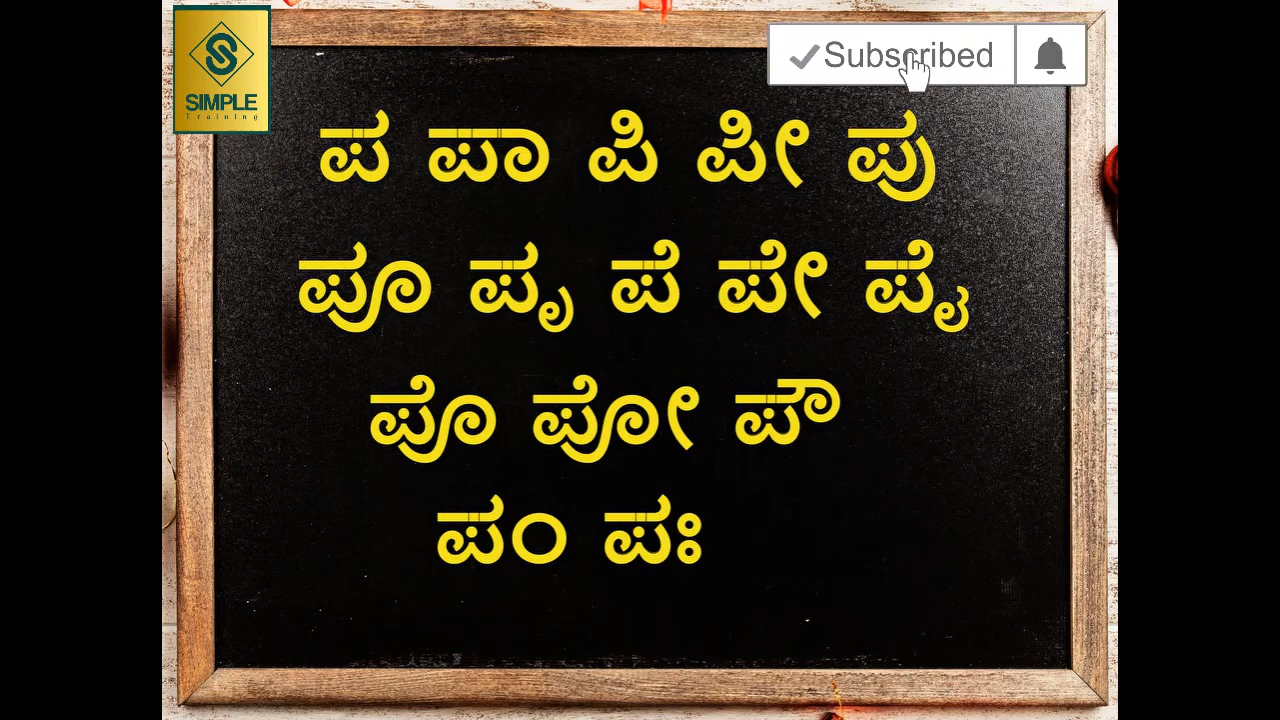 SIMPLE
Training
Subscribed
ಪ ಪಾ ಪಿ ಪೀ ಪು
ಪೂ ಪೃ ಪೆ ಪೇ ಪೈ
ಪೊ ಪೋ ಪೌ
ಪಂ ಪಃ